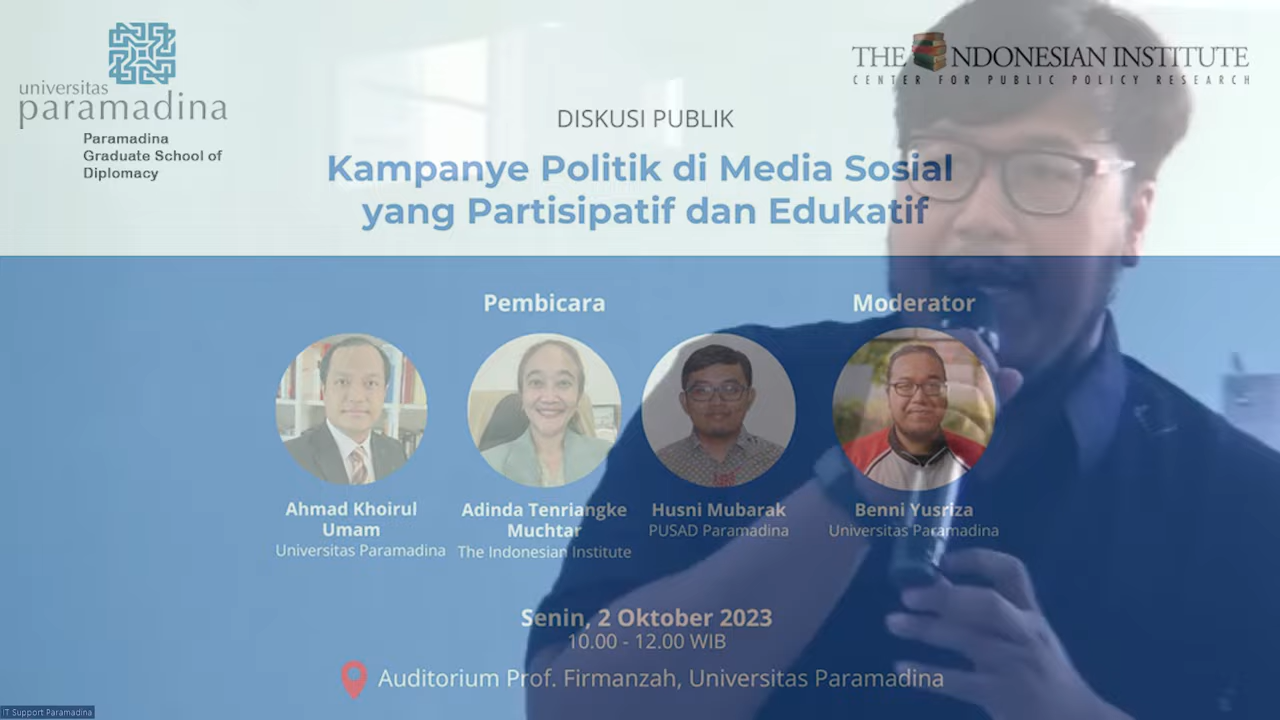 universitas
paramadina
Paramadina
Graduate School of
Diplomacy
THE INDONESIAN INSTITUTE
CENTER FOR PUBLIC POLICY RESEARCH
DISKUSI PUBLIK
Kampanye Politik di Media Sosial
yang Partisipatif dan Edukatif
Pembicara
Moderator
Ahmad Khoirul
Umam
Universitas Paramadina
Adinda Tenriangke
Muchtar
The Indonesian Institute
Husni Mubarak
PUSAD Paramadina
Benni Yusriza
Universitas Paramadina
Senin, 2 Oktober 2023
10.00 - 12.00 WIB
Auditorium Prof. Firmanzah, Universitas Paramadina
IT Support Paramadina